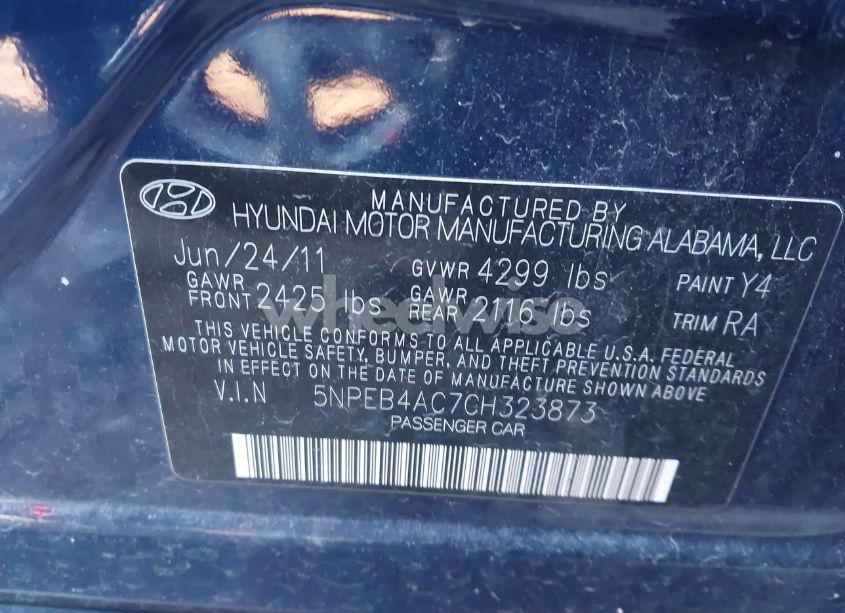 MANUFACTURED BY
HYUNDAI MOTOR MANUFACTURING ALABAMA, LLC
Jun/24/11 GVWR 4299 lbs PAINT Y4
GAWR FRONT 2425 lbs GAWR REAR 2116 lbs TRIM RA
THIS VEHICLE CONFORMS TO ALL APPLICABLE U.S.A. FEDERAL
MOTOR VEHICLE SAFETY, BUMPER, AND THEFT PREVENTION STANDARDS
IN EFFECT ON THE DATE OF MANUFACTURE SHOWN ABOVE
V.I.N 5NPEB4AC7CH323873
PASSENGER CAR
wheelwise